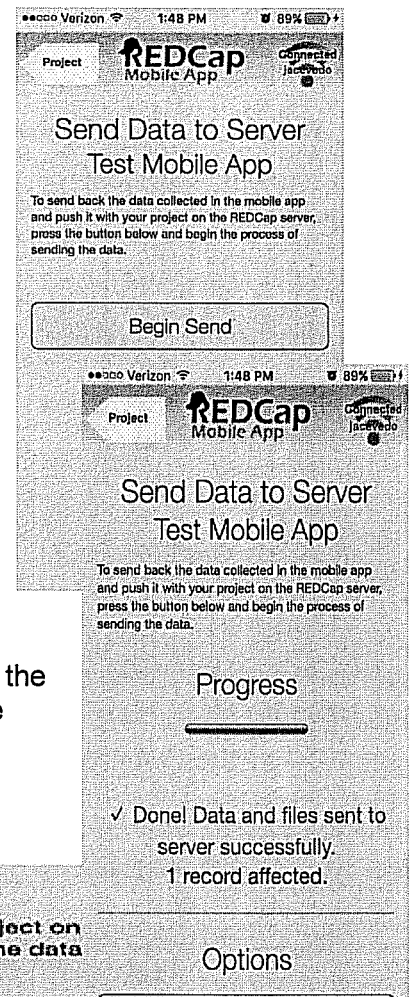 Verizon 1:48 PM 89%
Project REDCap Connected
Mobile App jacevedo
Send Data to Server
Test Mobile App
To send back the data collected in the mobile app
and push it with your project on the REDCap server,
press the button below and begin the process of
sending the data.
Begin Send
Verizon 1:48 PM 89%
Project REDCap Connected
Mobile App jacevedo
Send Data to Server
Test Mobile App
To send back the data collected in the mobile app
and push it with your project on the REDCap server,
press the button below and begin the process of
sending the data.
the
Progress
✓ Done! Data and files sent to
server successfully.
1 record affected.
ject on
data
Options